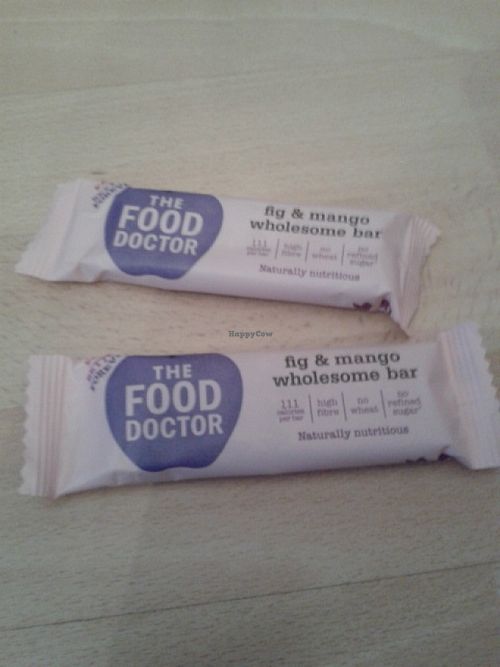 THE
FOOD
DOCTOR
fig & mango
wholesome bar
111
calories
per bar
high
fibre
no
wheat
no
refined
sugar*
Naturally nutritious
HappyCow
THE
FOOD
DOCTOR
fig & mango
wholesome bar
111
calories
per bar
high
fibre
no
wheat
no
refined
sugar*
Naturally nutritious